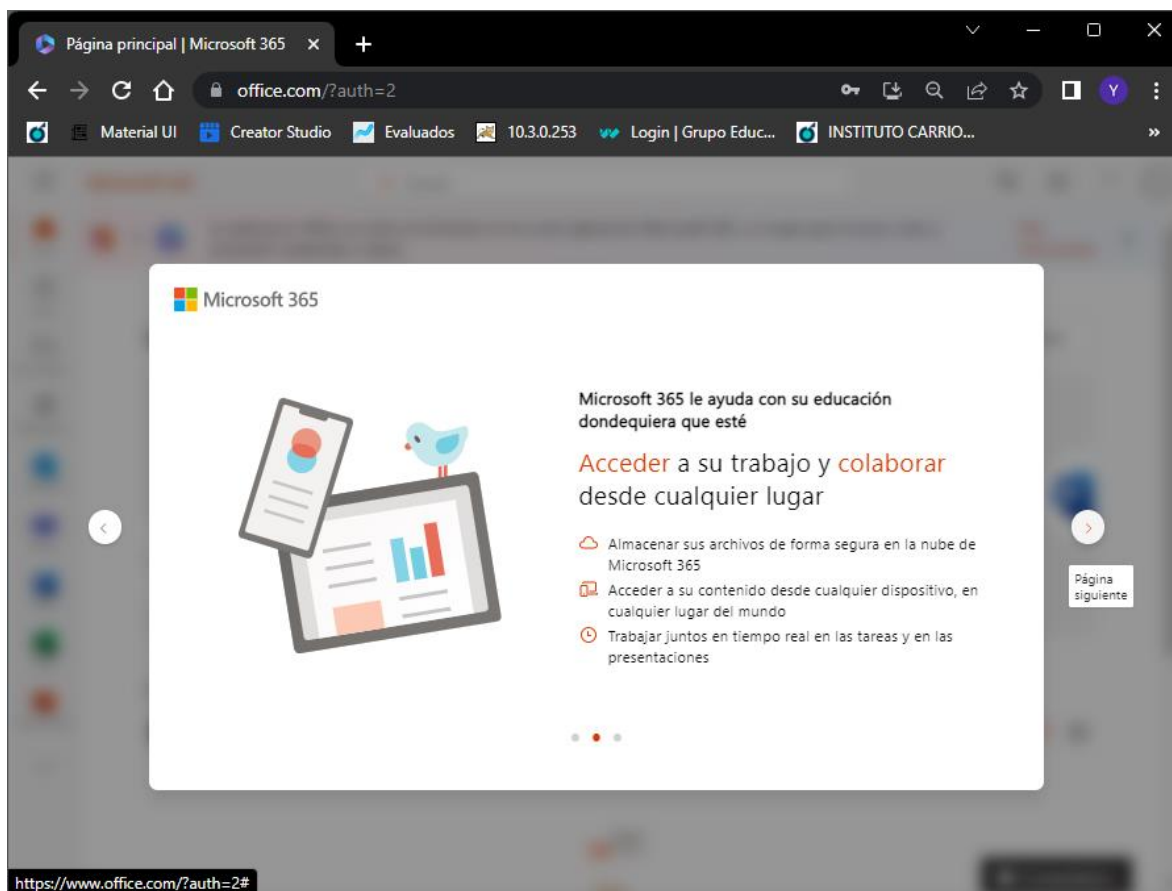 Página principal | Microsoft 365
office.com/?auth=2
Y
Material UI
Creator Studio
Evaluados
10.3.0.253
Login | Grupo Educ...
INSTITUTO CARRIO...
»
Microsoft 365
Microsoft 365 le ayuda con su educación
dondequiera que esté
Acceder a su trabajo y colaborar
desde cualquier lugar
Almacenar sus archivos de forma segura en la nube de
Microsoft 365
Acceder a su contenido desde cualquier dispositivo, en
cualquier lugar del mundo
Trabajar juntos en tiempo real en las tareas y en las
presentaciones
Página
siguiente
https://www.office.com/?auth=2#